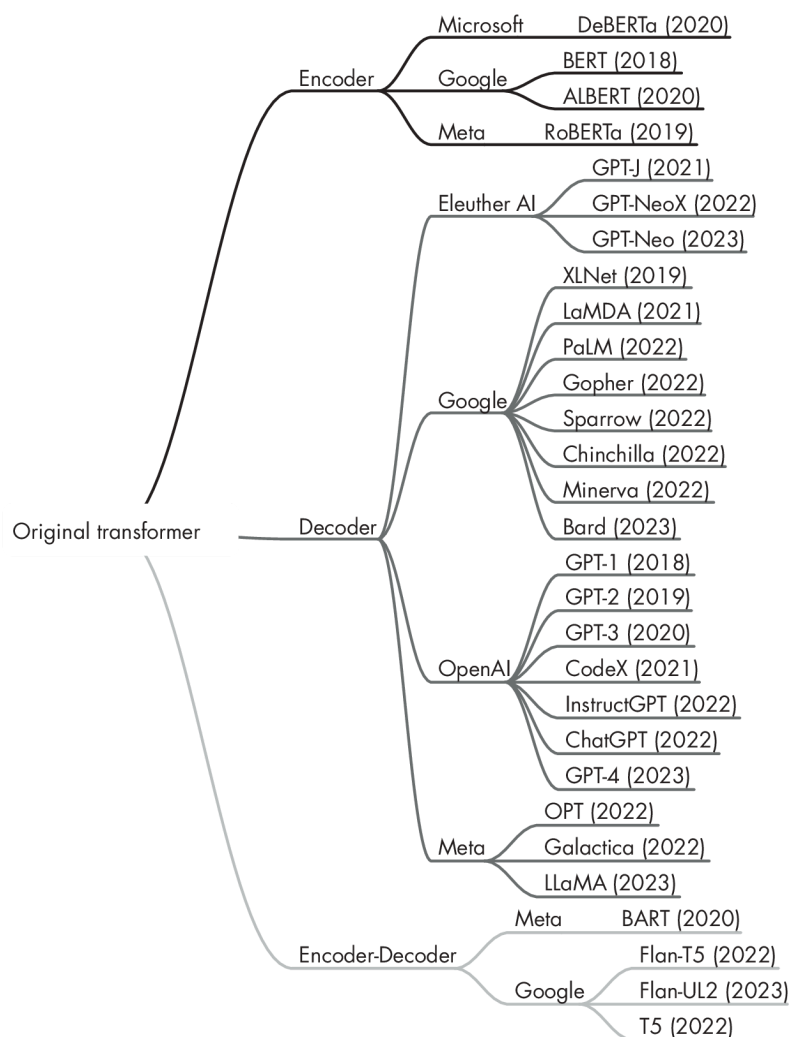 Microsoft DeBERTa (2020)
Encoder
Google
BERT (2018)
ALBERT (2020)
Meta RoBERTa (2019)
Eleuther AI
GPT-J (2021)
GPT-NeoX (2022)
GPT-Neo (2023)
Google
XLNet (2019)
LaMDA (2021)
PaLM (2022)
Gopher (2022)
Sparrow (2022)
Chinchilla (2022)
Minerva (2022)
Bard (2023)
Original transformer
Decoder
OpenAI
GPT-1 (2018)
GPT-2 (2019)
GPT-3 (2020)
CodeX (2021)
InstructGPT (2022)
ChatGPT (2022)
GPT-4 (2023)
Meta
OPT (2022)
Galactica (2022)
LLaMA (2023)
Encoder-Decoder
Meta BART (2020)
Google
Flan-T5 (2022)
Flan-UL2 (2023)
T5 (2022)